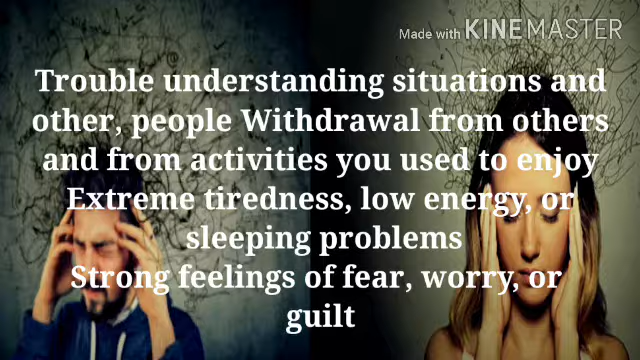 Made with KINEMASTER
Trouble understanding situations and
other, people Withdrawal from others
and from activities you used to enjoy
Extreme tiredness, low energy, or
sleeping problems
Strong feelings of fear, worry, or
guilt